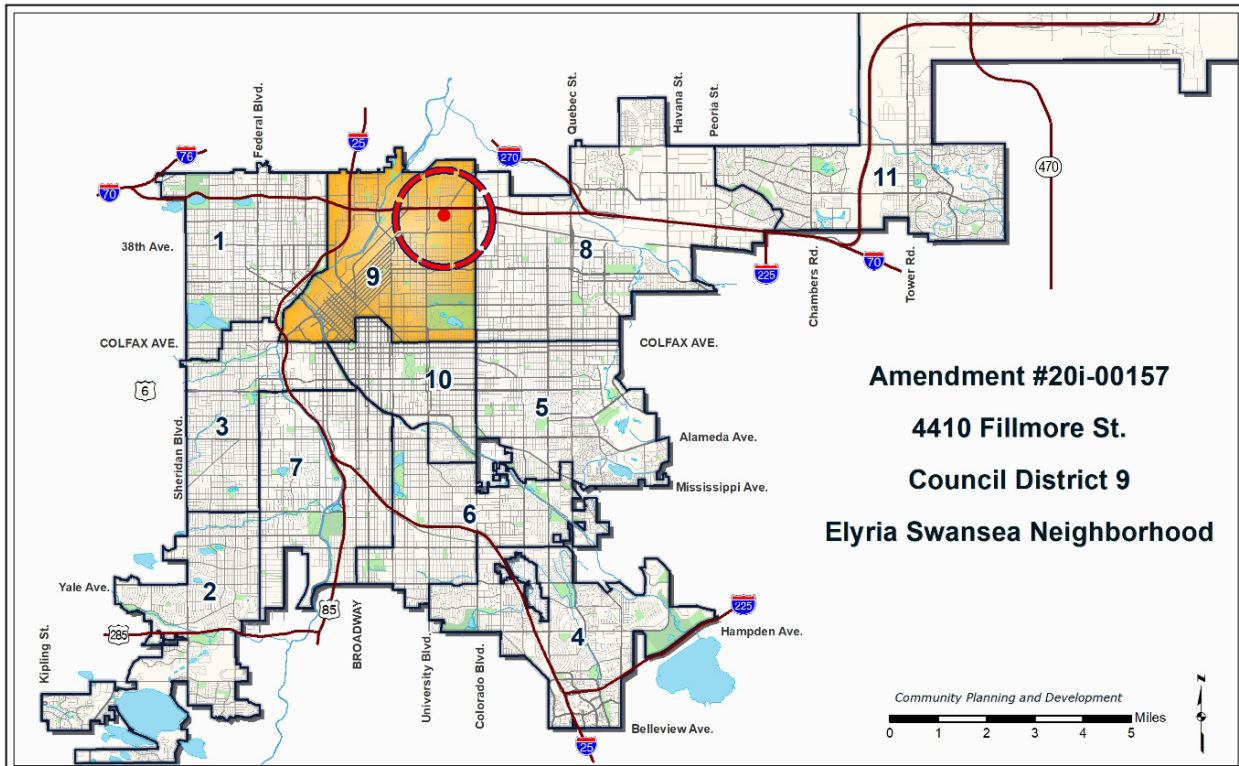 Federal Blvd.
Quebec St.
Havana St.
Peoria St.
76
25
270
70
470
11
1
38th Ave.
8
9
225
Chambers Rd.
70
Tower Rd.
COLFAX AVE.
COLFAX AVE.
6
10
5
3
Sheridan Blvd.
Alameda Ave.
7
Mississippi Ave.
6
Amendment #20i-00157
4410 Fillmore St.
Council District 9
Elyria Swansea Neighborhood
Yale Ave.
2
85
285
BROADWAY
University Blvd.
Colorado Blvd.
4
225
Hampden Ave.
Kipling St.
Belleview Ave.
25
Community Planning and Development
Miles
0 1 2 3 4 5
N